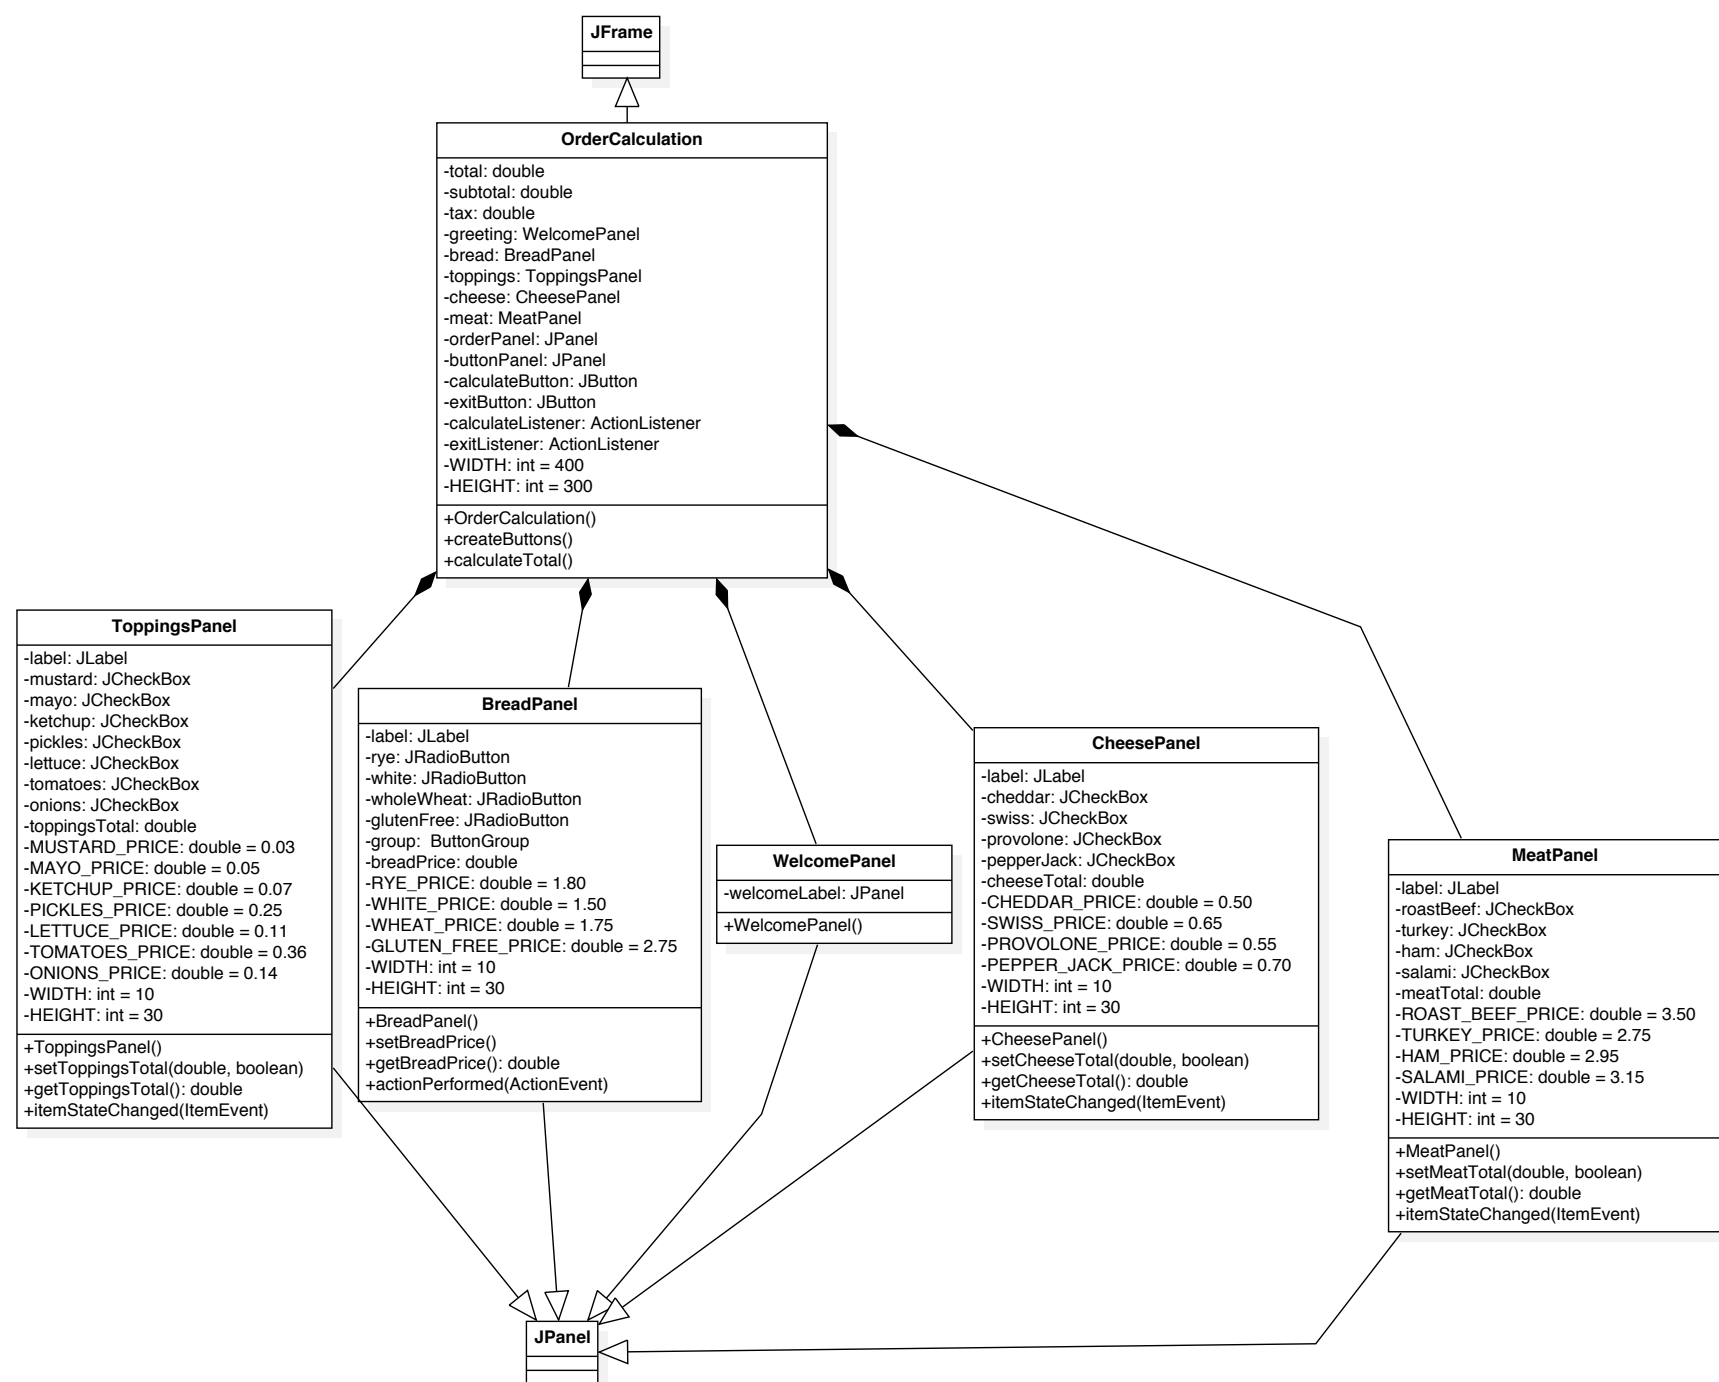 JFrame
OrderCalculation
-total: double
-subtotal: double
-tax: double
-greeting: WelcomePanel
-bread: BreadPanel
-toppings: ToppingsPanel
-cheese: CheesePanel
-meat: MeatPanel
-orderPanel: JPanel
-buttonPanel: JPanel
-calculateButton: JButton
-exitButton: JButton
-calculateListener: ActionListener
-exitListener: ActionListener
-WIDTH: int = 400
-HEIGHT: int = 300
+OrderCalculation()
+createButtons()
+calculateTotal()
ToppingsPanel
-label: JLabel
-mustard: JCheckBox
-mayo: JCheckBox
-ketchup: JCheckBox
-pickles: JCheckBox
-lettuce: JCheckBox
-tomatoes: JCheckBox
-onions: JCheckBox
-toppingsTotal: double
-MUSTARD_PRICE: double = 0.03
-MAYO_PRICE: double = 0.05
-KETCHUP_PRICE: double = 0.07
-PICKLES_PRICE: double = 0.25
-LETTUCE_PRICE: double = 0.11
-TOMATOES_PRICE: double = 0.36
-ONIONS_PRICE: double = 0.14
-WIDTH: int = 10
-HEIGHT: int = 30
+ToppingsPanel()
+setToppingsTotal(double, boolean)
+getToppingsTotal(): double
+itemStateChanged(ItemEvent)
BreadPanel
-label: JLabel
-rye: JRadioButton
-white: JRadioButton
-wholeWheat: JRadioButton
-glutenFree: JRadioButton
-group:  ButtonGroup
-breadPrice: double
-RYE_PRICE: double = 1.80
-WHITE_PRICE: double = 1.50
-WHEAT_PRICE: double = 1.75
-GLUTEN_FREE_PRICE: double = 2.75
-WIDTH: int = 10
-HEIGHT: int = 30
+BreadPanel()
+setBreadPrice()
+getBreadPrice(): double
+actionPerformed(ActionEvent)
WelcomePanel
-welcomeLabel: JPanel
+WelcomePanel()
CheesePanel
-label: JLabel
-cheddar: JCheckBox
-swiss: JCheckBox
-provolone: JCheckBox
-pepperJack: JCheckBox
-cheeseTotal: double
-CHEDDAR_PRICE: double = 0.50
-SWISS_PRICE: double = 0.65
-PROVOLONE_PRICE: double = 0.55
-PEPPER_JACK_PRICE: double = 0.70
-WIDTH: int = 10
-HEIGHT: int = 30
+CheesePanel()
+setCheeseTotal(double, boolean)
+getCheeseTotal(): double
+itemStateChanged(ItemEvent)
MeatPanel
-label: JLabel
-roastBeef: JCheckBox
-turkey: JCheckBox
-ham: JCheckBox
-salami: JCheckBox
-meatTotal: double
-ROAST_BEEF_PRICE: double = 3.50
-TURKEY_PRICE: double = 2.75
-HAM_PRICE: double = 2.95
-SALAMI_PRICE: double = 3.15
-WIDTH: int = 10
-HEIGHT: int = 30
+MeatPanel()
+setMeatTotal(double, boolean)
+getMeatTotal(): double
+itemStateChanged(ItemEvent)
JPanel